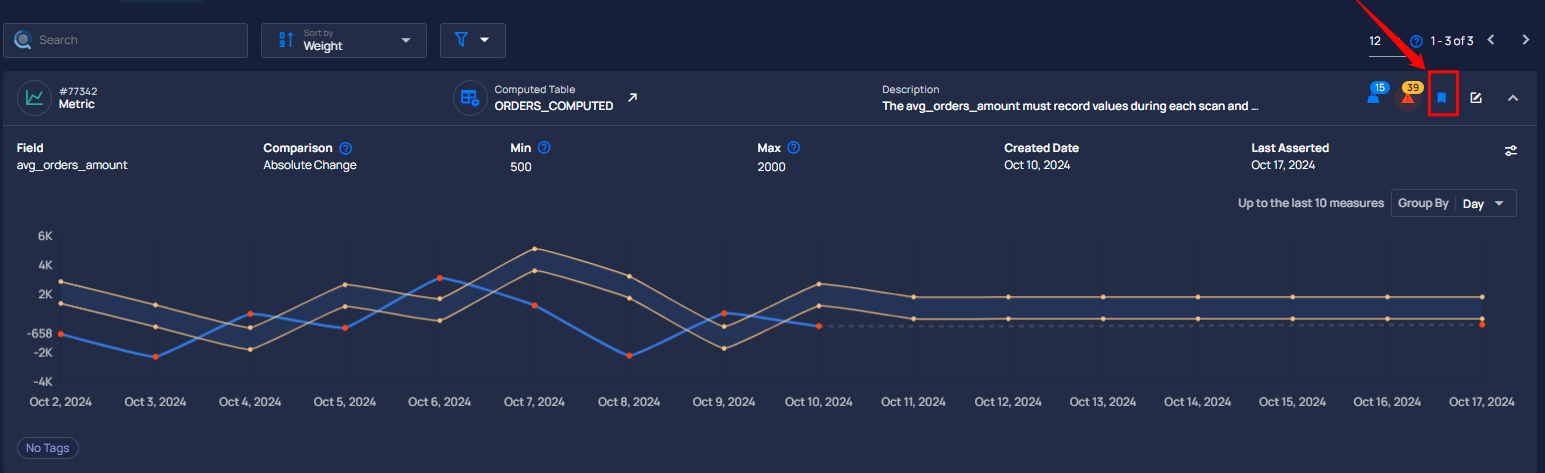 Search
Sort by
Weight
12
1 - 3 of 3
#77342
Metric
Computed Table
ORDERS_COMPUTED
Description
The avg_orders_amount must record values during each scan and ...
15
39
Field
avg_orders_amount
Comparison
Absolute Change
Min
500
Max
2000
Created Date
Oct 10, 2024
Last Asserted
Oct 17, 2024
Up to the last 10 measures
Group By
Day
6K
4K
2K
-658
-2K
-4K
Oct 2, 2024
Oct 3, 2024
Oct 4, 2024
Oct 5, 2024
Oct 6, 2024
Oct 7, 2024
Oct 8, 2024
Oct 9, 2024
Oct 10, 2024
Oct 11, 2024
Oct 12, 2024
Oct 13, 2024
Oct 14, 2024
Oct 15, 2024
Oct 16, 2024
Oct 17, 2024
No Tags